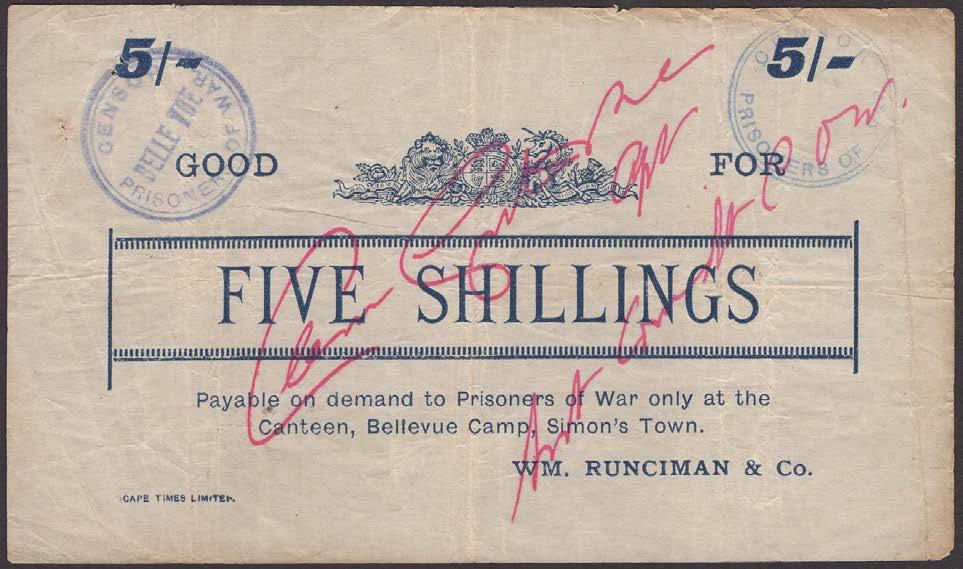 5/- 5/-
CENSOR PRISONERS OF WAR
BELLE VUE
PRISONERS OF
GOOD FOR
FIVE SHILLINGS
Payable on demand to Prisoners of War only at the
Canteen, Bellevue Camp, Simon's Town.
WM. RUNCIMAN & Co.
CAPE TIMES LIMITED.